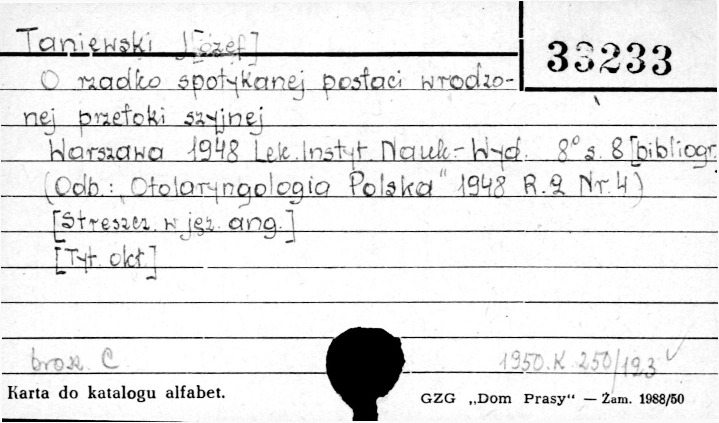 Taniewski J[ózef]
33233
O rzadko spotykanej postaci wrodzo-
nej przetoki szyjnej
Warszawa 1948 Lek. Instyt. Nauk.-Wyd. 8° s. 8 [bibliogr.
(Odb.: „Otolaryngologia Polska" 1948 R. 2 Nr. 4)
[Streszcz. w jęz. ang.]
[Tyt. okł.]
brosz. C.
1950. K. 250/193
Karta do katalogu alfabet.
GZG „Dom Prasy“ — Zam. 1988/50